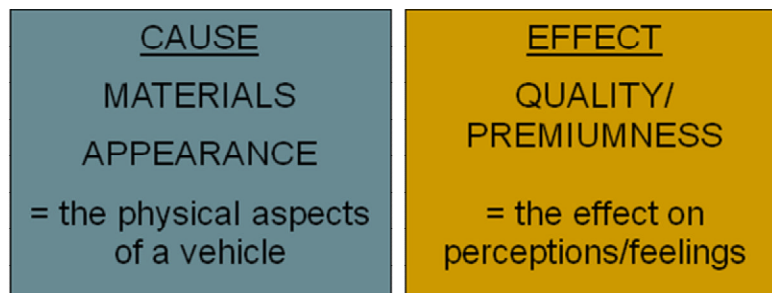 CAUSE
MATERIALS
APPEARANCE
= the physical aspects
of a vehicle
EFFECT
QUALITY/
PREMIUMNESS
= the effect on
perceptions/feelings